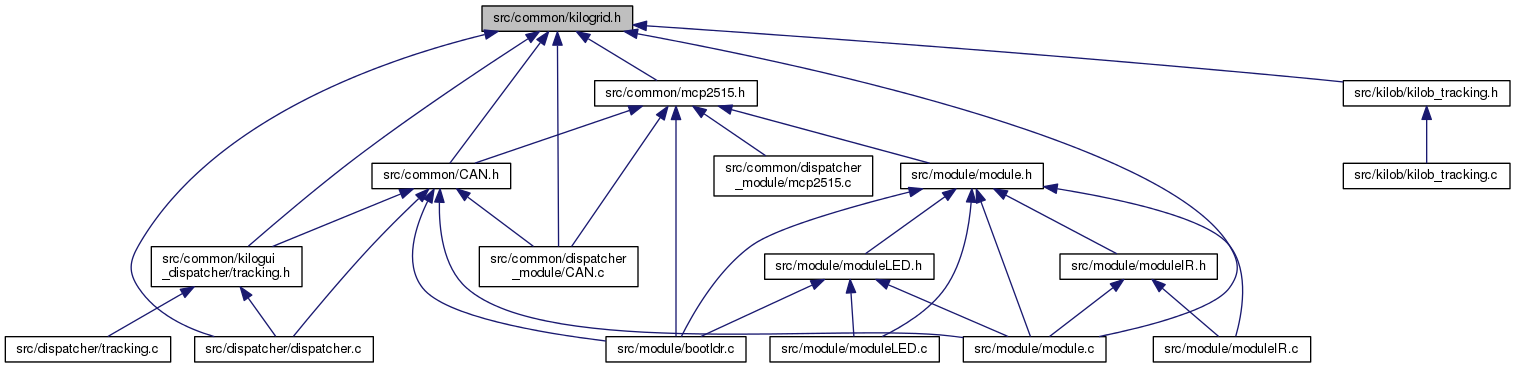 src/common/kilogrid.h
src/common/mcp2515.h
src/kilob/kilob_tracking.h
src/common/CAN.h
src/common/dispatcher
_module/mcp2515.c
src/module/module.h
src/kilob/kilob_tracking.c
src/common/kilogui
_dispatcher/tracking.h
src/common/dispatcher
_module/CAN.c
src/module/moduleLED.h
src/module/moduleIR.h
src/dispatcher/tracking.c
src/dispatcher/dispatcher.c
src/module/bootldr.c
src/module/moduleLED.c
src/module/module.c
src/module/moduleIR.c